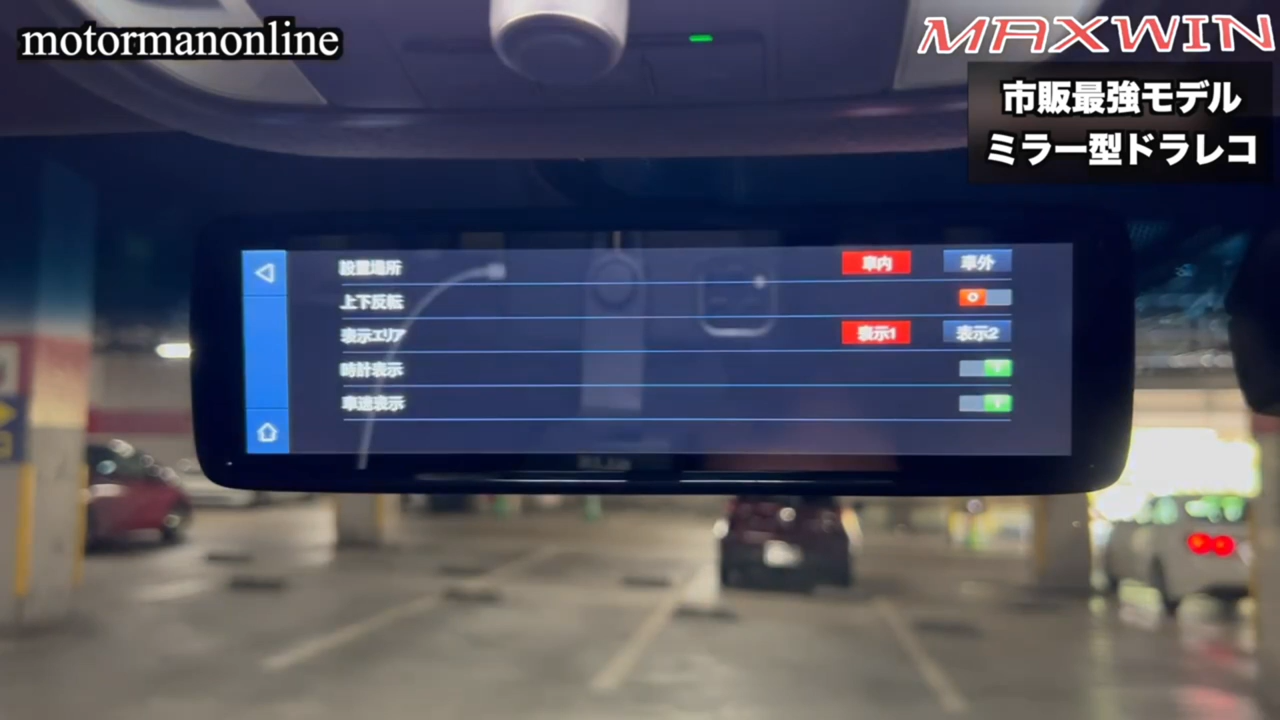 motormanonline
MAXWIN
市販最強モデル
ミラー型ドラレコ
設置場所 車内 車外
上下反転
表示エリア 表示1 表示2
時計表示
車速表示